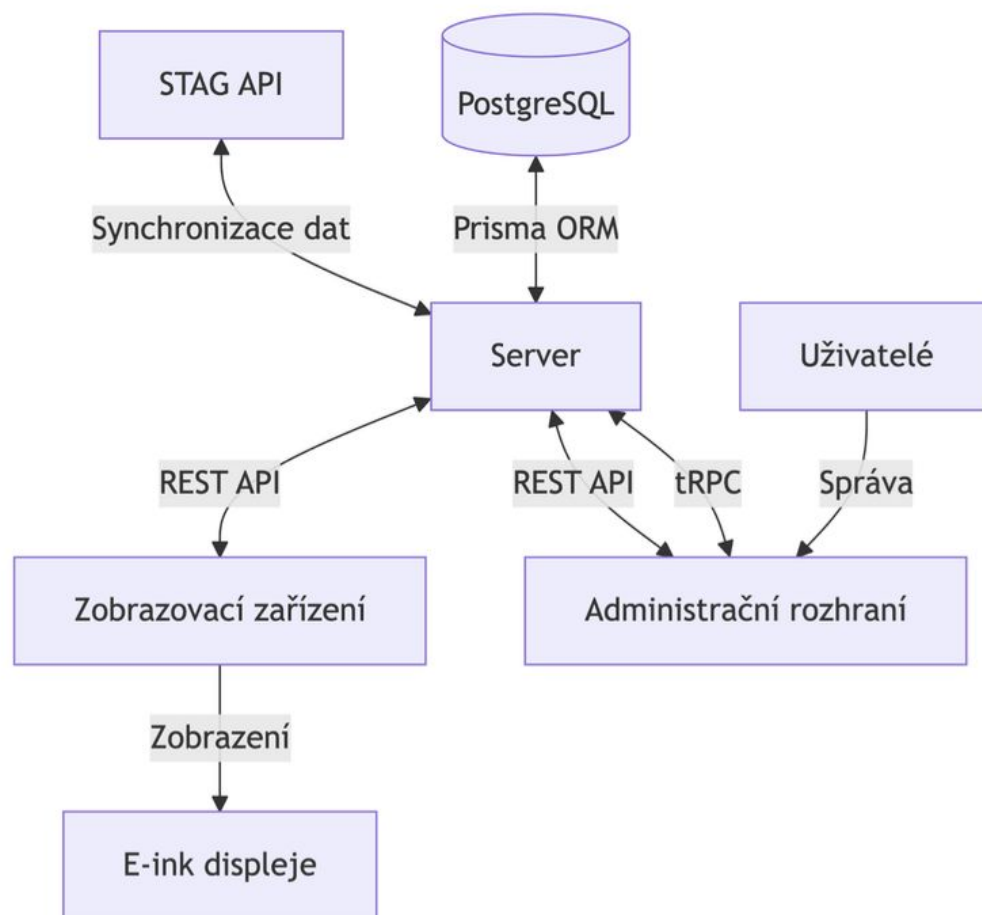 STAG API
PostgreSQL
Synchronizace dat
Prisma ORM
Server
Uživatelé
REST API
REST API
tRPC
Správa
Zobrazovací zařízení
Administrační rozhraní
Zobrazení
E-ink displeje